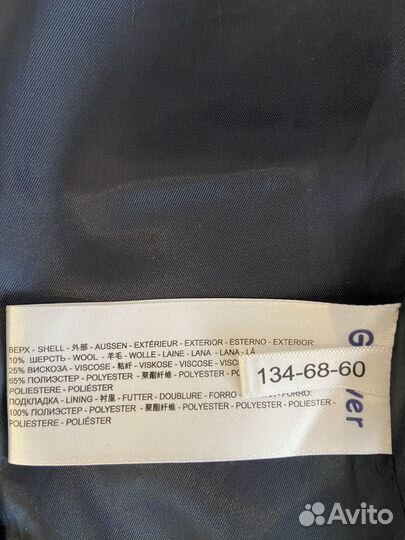 ВЕРХ - SHELL - 外部 - AUSSEN - EXTÉRIEUR - EXTERIOR - ESTERNO - EXTERIOR:
10% ШЕРСТЬ - WOOL - 羊毛 - WOLLE - LAINE - LANA - LANA - LÃ
25% ВИСКОЗА - VISCOSE - 粘纤 - VISKOSE - VISCOSE - VISCOSA
65% ПОЛИЭСТЕР - POLYESTER - 聚酯纤维 - POLYESTER - POLYESTER
POLIESTERE - POLIÉSTER
ПОДКЛАДКА - LINING - 衬里 - FUTTER - DOUBLURE - FORRO - FORRO:
100% ПОЛИЭСТЕР - POLYESTER - 聚酯纤维 - POLYESTER - POLYESTER -
POLIESTERE - POLIÉSTER
134-68-60
G
ver
Avito